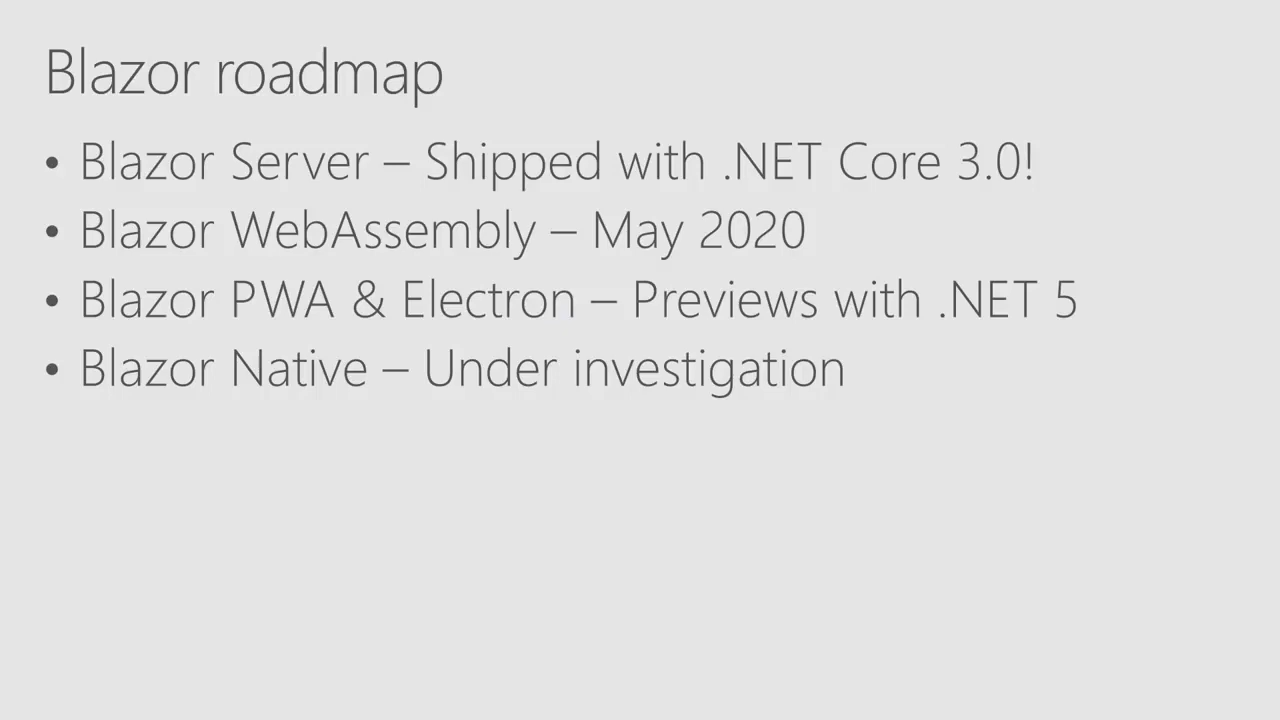 Blazor roadmap
• Blazor Server – Shipped with .NET Core 3.0!
• Blazor WebAssembly – May 2020
• Blazor PWA & Electron – Previews with .NET 5
• Blazor Native – Under investigation